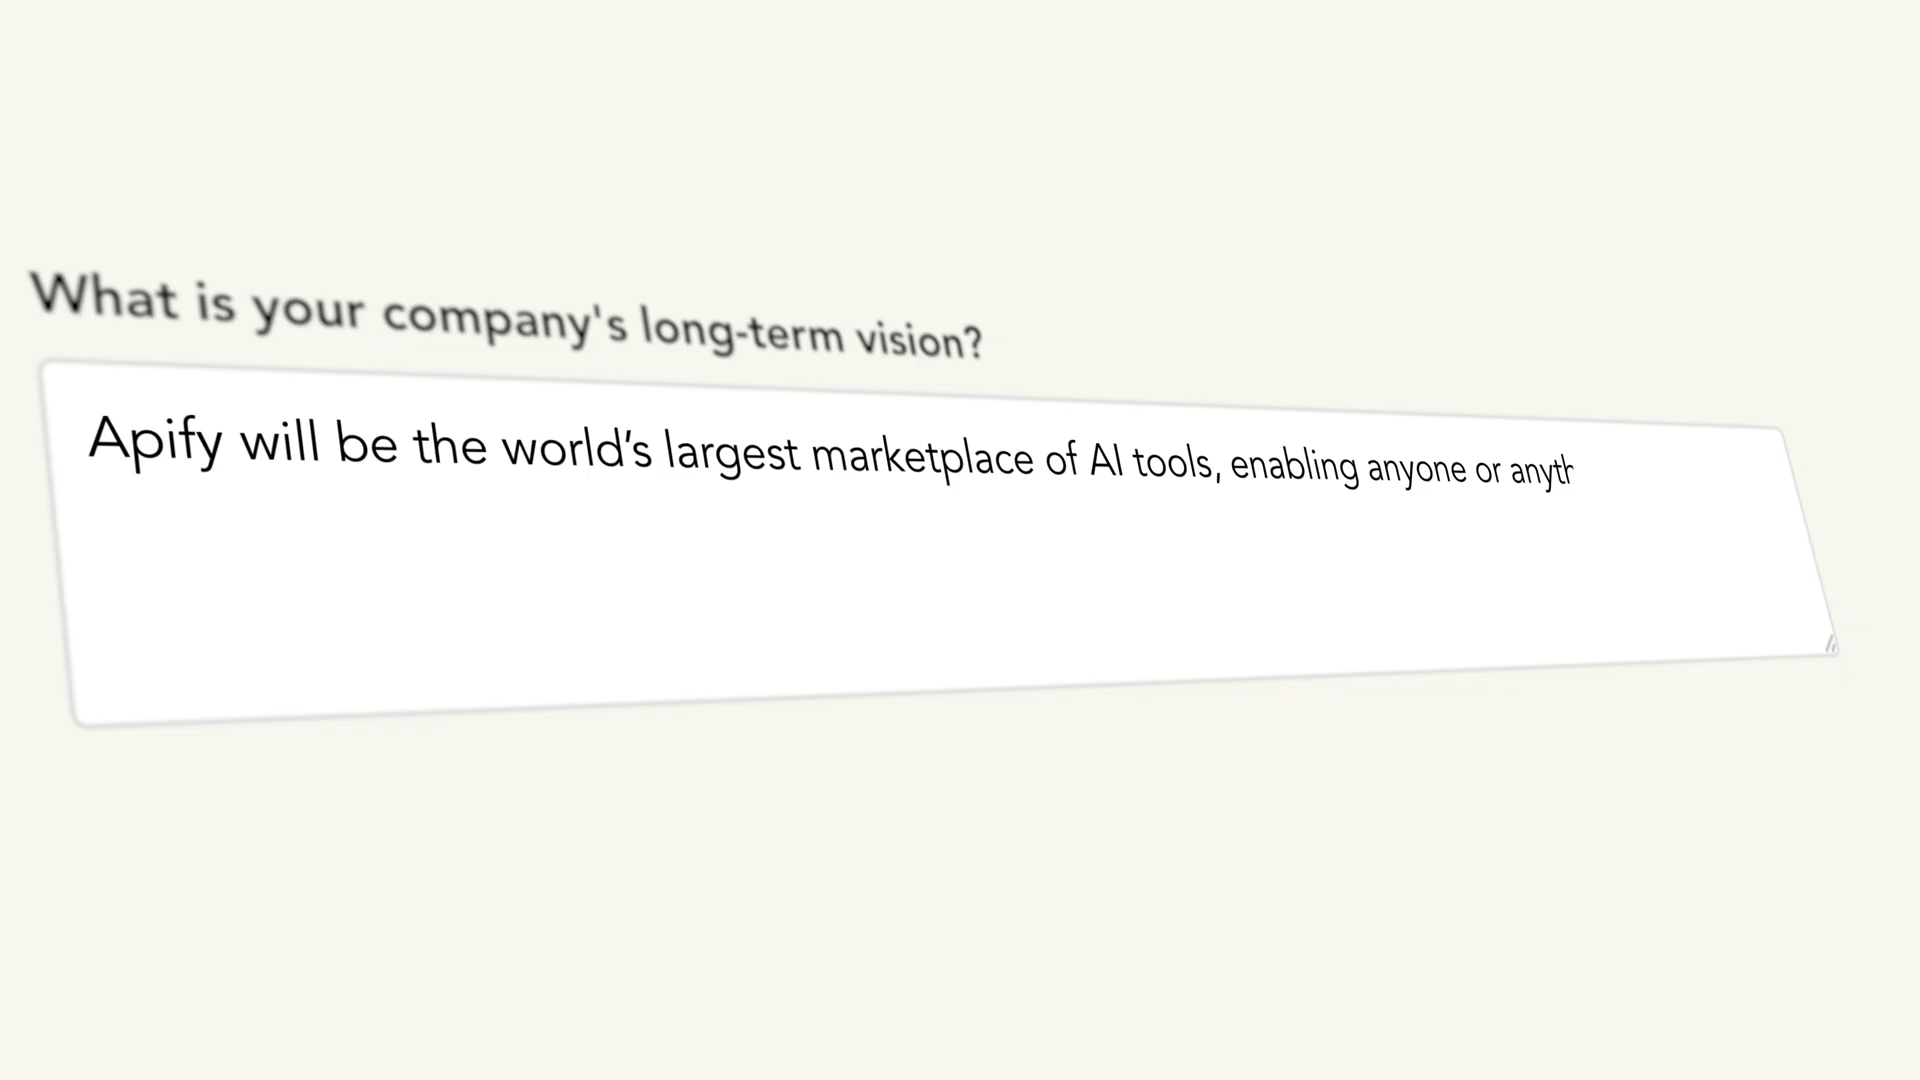 What is your company's long-term vision?
Apify will be the world’s largest marketplace of AI tools, enabling anyone or anyth